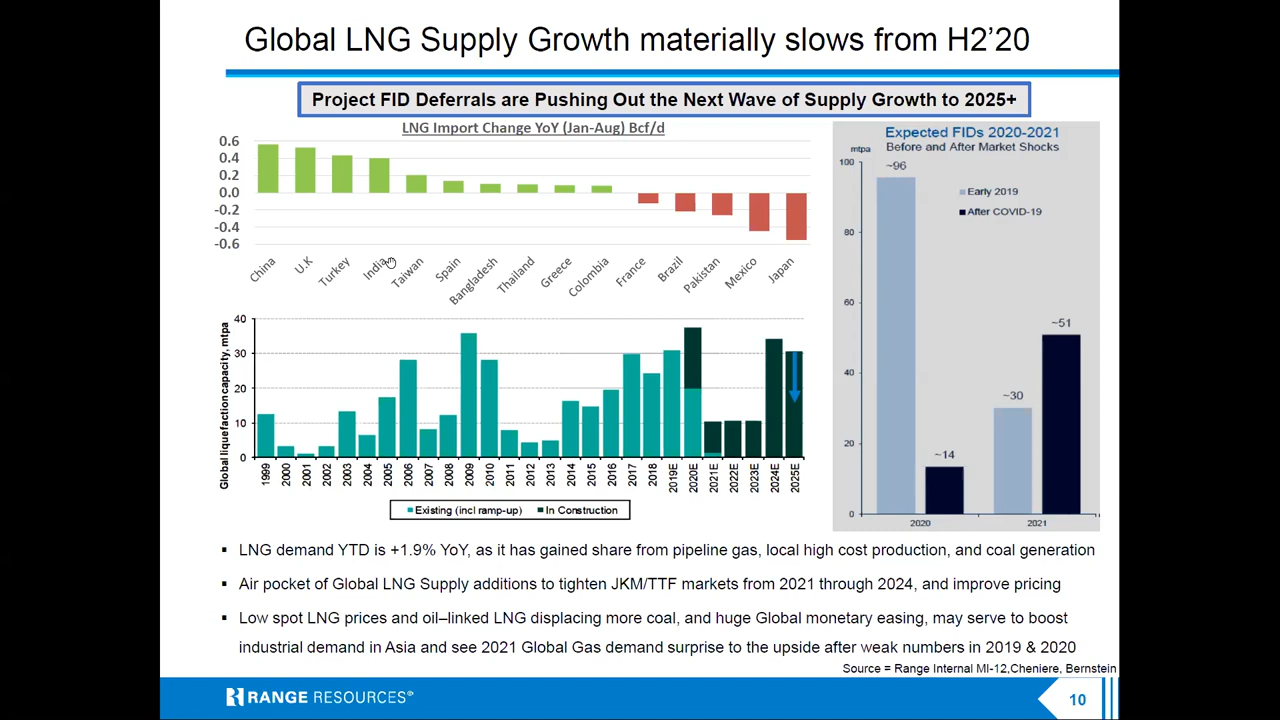 Global LNG Supply Growth materially slows from H2’20
Project FID Deferrals are Pushing Out the Next Wave of Supply Growth to 2025+
LNG Import Change YoY (Jan-Aug) Bcf/d
0.6
0.4
0.2
0.0
-0.2
-0.4
-0.6
China
U.K
Turkey
India
Taiwan
Spain
Bangladesh
Thailand
Greece
Colombia
France
Brazil
Pakistan
Mexico
Japan
Expected FIDs 2020-2021
Before and After Market Shocks
mtpa
100
80
60
40
20
0
~96
~14
~30
~51
Early 2019
After COVID-19
2020
2021
Global liquefaction capacity, mtpa
40
30
20
10
0
1999
2000
2001
2002
2003
2004
2005
2006
2007
2008
2009
2010
2011
2012
2013
2014
2015
2016
2017
2018
2019E
2020E
2021E
2022E
2023E
2024E
2025E
Existing (incl ramp-up)
In Construction
▪ LNG demand YTD is +1.9% YoY, as it has gained share from pipeline gas, local high cost production, and coal generation
▪ Air pocket of Global LNG Supply additions to tighten JKM/TTF markets from 2021 through 2024, and improve pricing
▪ Low spot LNG prices and oil–linked LNG displacing more coal, and huge Global monetary easing, may serve to boost
industrial demand in Asia and see 2021 Global Gas demand surprise to the upside after weak numbers in 2019 & 2020
Source = Range Internal MI-12,Cheniere, Bernstein
RANGE RESOURCES®
10